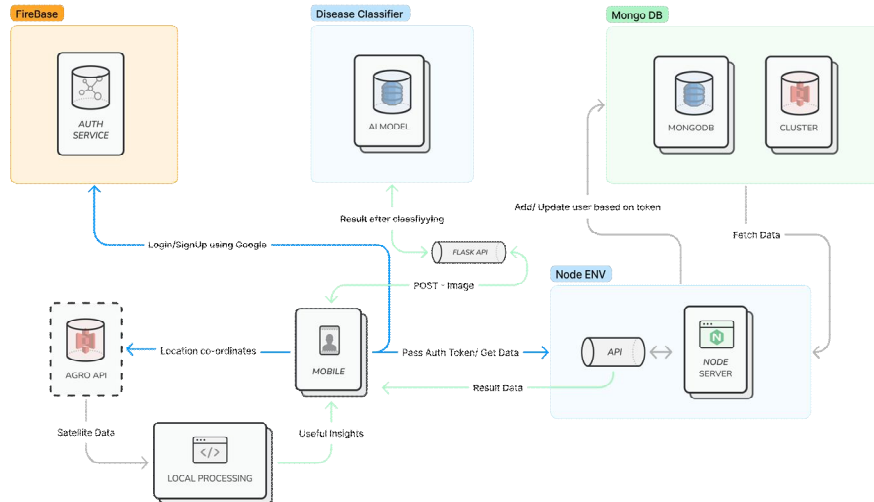 FireBase
Disease Classifier
Mongo DB
AUTH
SERVICE
AI MODEL
MONGODB
CLUSTER
Result after classfiyying
Add/ Update user based on token
Fetch Data
Login/SignUp using Google
FLASK API
POST - Image
Node ENV
AGRO API
Location co-ordinates
MOBILE
Pass Auth Token/ Get Data
API
NODE
SERVER
Result Data
Satellite Data
Useful Insights
LOCAL PROCESSING